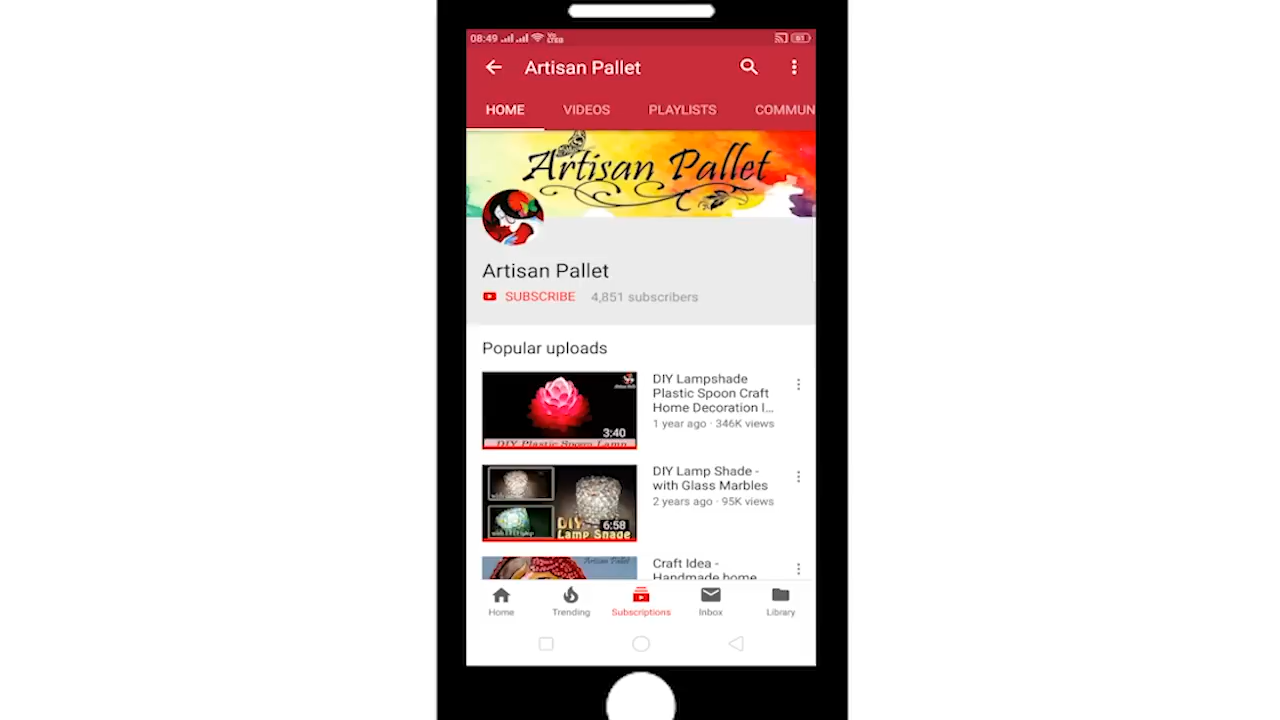 08:49
Vo
LTE
61
Artisan Pallet
HOME VIDEOS PLAYLISTS COMMUN
Artisan Pallet
Artisan Pallet
SUBSCRIBE 4,851 subscribers
Popular uploads
DIY Lampshade
Plastic Spoon Craft
Home Decoration I...
1 year ago · 346K views
3:40
DIY Plastic Spoon Lamp
DIY Lamp Shade -
with Glass Marbles
2 years ago · 95K views
DIY
6:58
Lamp Shade
Artisan Pallet
Craft Idea -
Handmade home
Home Trending Subscriptions Inbox Library